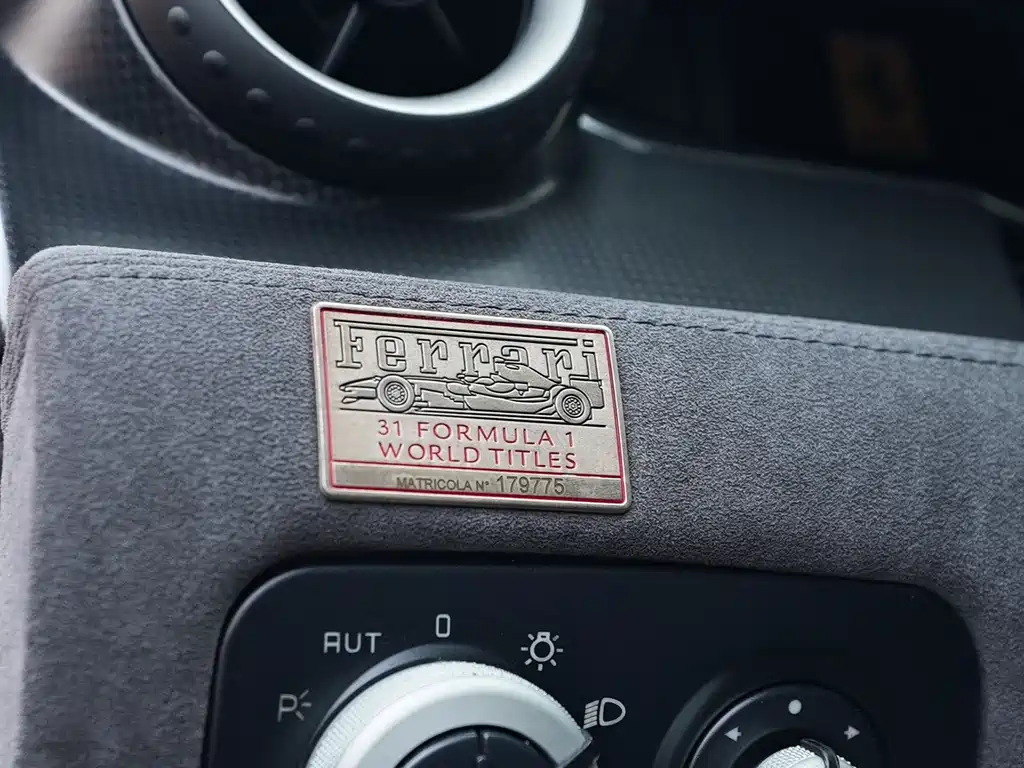 Ferrari
31 FORMULA 1
WORLD TITLES
MATRICOLA N° 179775
AUT
0
P